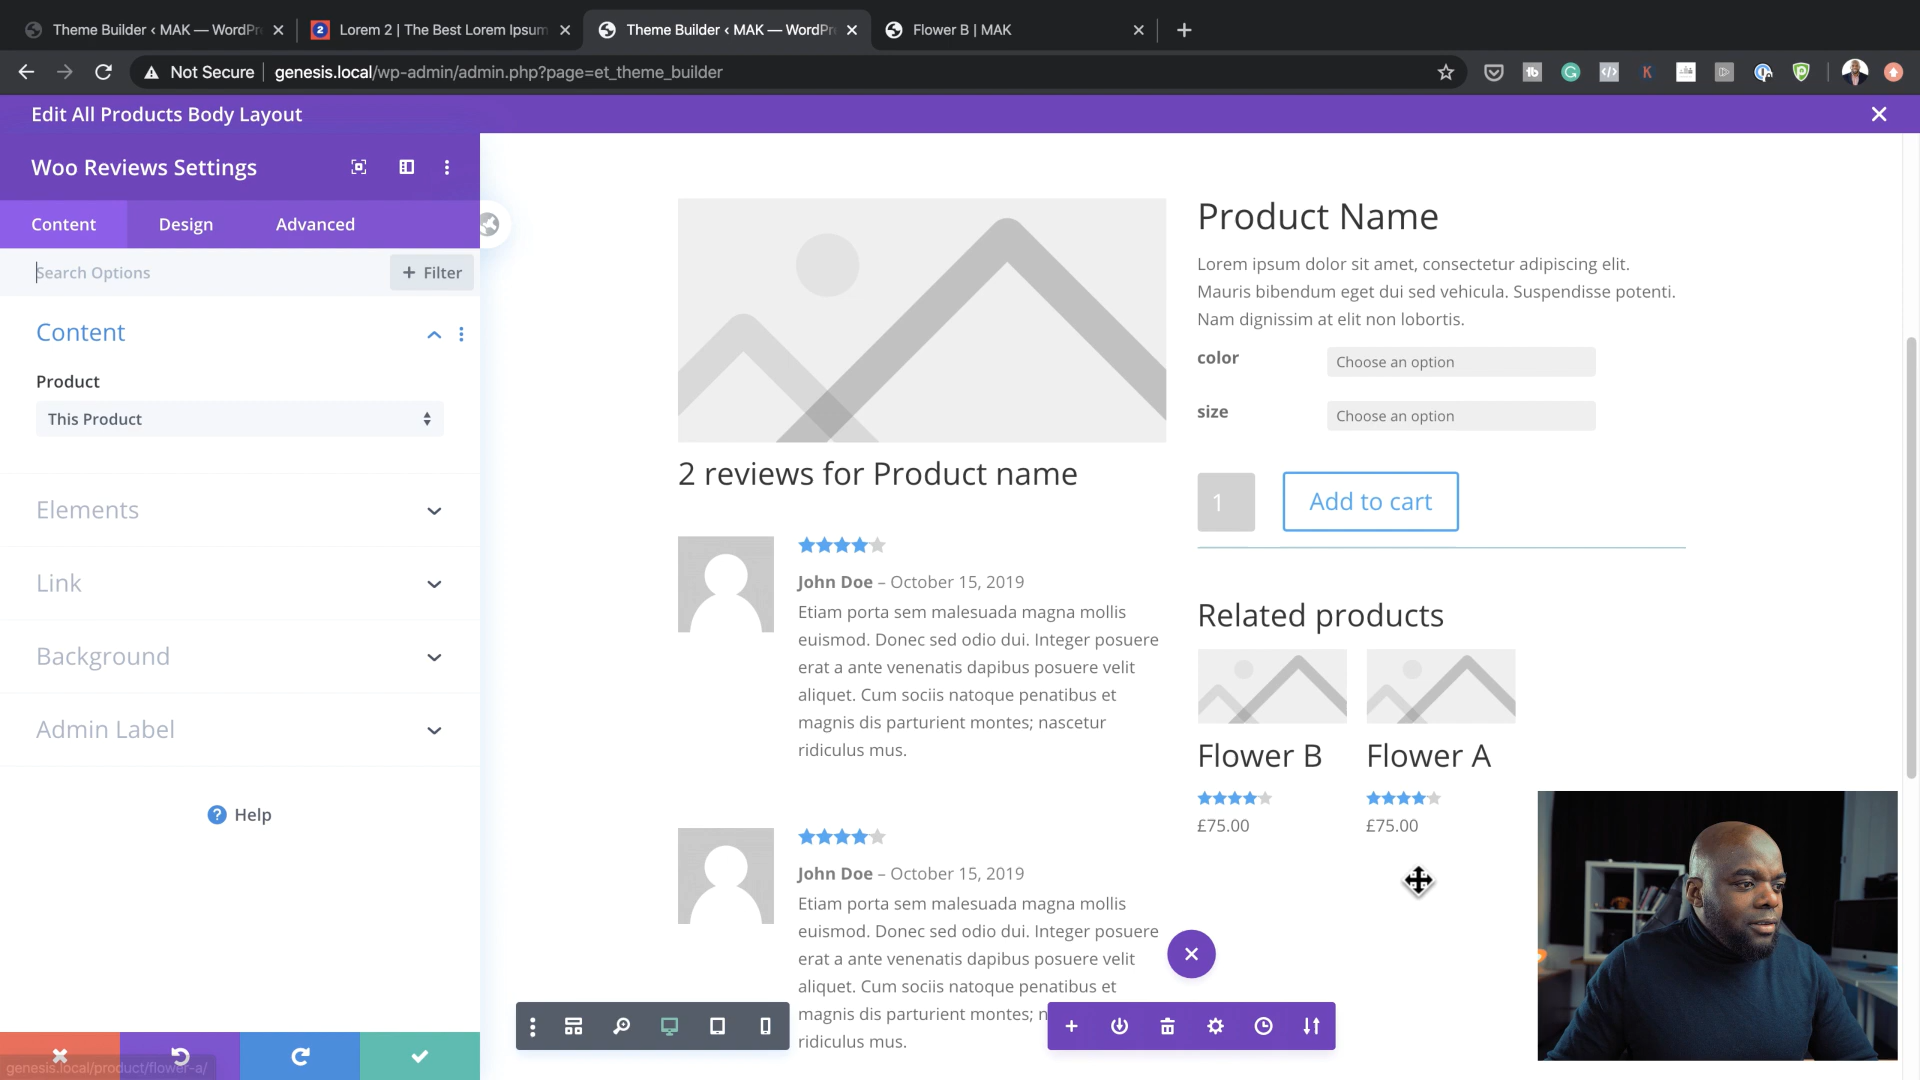 Theme Builder ‹ MAK — WordPr
Lorem 2 | The Best Lorem Ipsum
Theme Builder ‹ MAK — WordPr
Flower B | MAK
Not Secure
genesis.local/wp-admin/admin.php?page=et_theme_builder
Edit All Products Body Layout
Woo Reviews Settings
Content
Design
Advanced
Search Options
+ Filter
Content
Product
This Product
Elements
Link
Background
Admin Label
Help
genesis.local/product/flower-a/
Product Name
Lorem ipsum dolor sit amet, consectetur adipiscing elit.
Mauris bibendum eget dui sed vehicula. Suspendisse potenti.
Nam dignissim at elit non lobortis.
color
Choose an option
size
Choose an option
1
Add to cart
2 reviews for Product name
John Doe – October 15, 2019
Etiam porta sem malesuada magna mollis
euismod. Donec sed odio dui. Integer posuere
erat a ante venenatis dapibus posuere velit
aliquet. Cum sociis natoque penatibus et
magnis dis parturient montes; nascetur
ridiculus mus.
John Doe – October 15, 2019
Etiam porta sem malesuada magna mollis
euismod. Donec sed odio dui. Integer posuere
erat a ante venenatis dapibus posuere velit
aliquet. Cum sociis natoque penatibus et
magnis dis parturient montes; n
ridiculus mus.
Related products
Flower B
£75.00
Flower A
£75.00